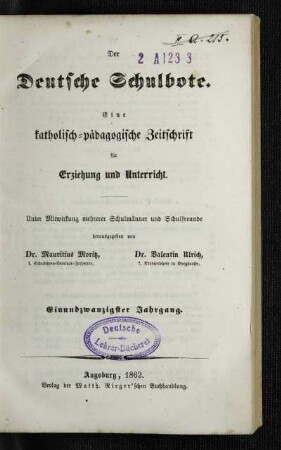 II A. 215.
Der
2 A 123 3
Deutsche Schulbote.
Eine
katholisch-pädagogische Zeitschrift
für
Erziehung und Unterricht.
Unter Mitwirkung mehrerer Schulmänner und Schulfreunde
herausgegeben von
Dr. Mauritius Moritz,
Dr. Valentin Ulrich,
Einundzwanzigster Jahrgang.
Deutsche
Lehrer-Bücherei
Augsburg, 1862.
Verlag der Matth. Rieger'schen Buchhandlung.